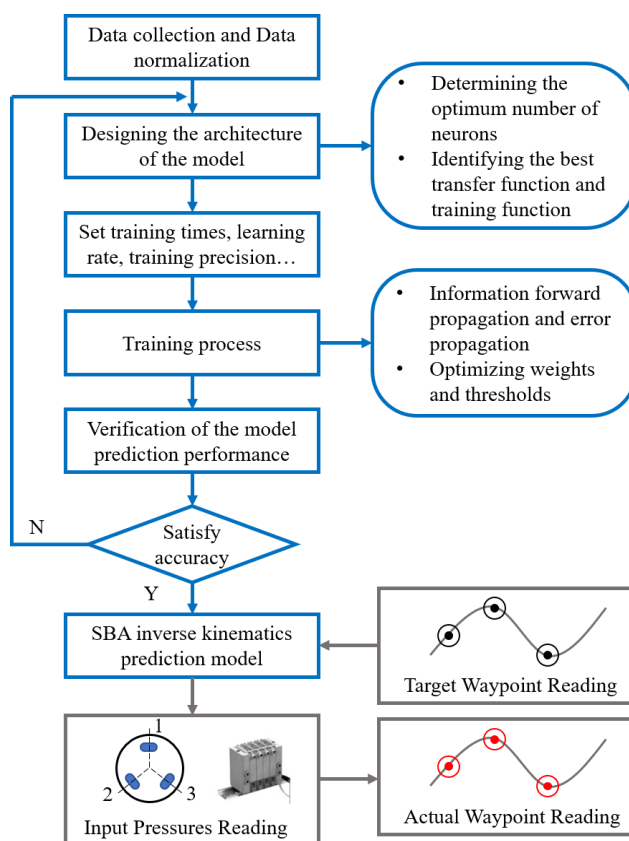 Data collection and Data
normalization
Designing the architecture
of the model
• Determining the
optimum number of
neurons
• Identifying the best
transfer function and
training function
Set training times, learning
rate, training precision…
Training process
• Information forward
propagation and error
propagation
• Optimizing weights
and thresholds
Verification of the model
prediction performance
N
Satisfy
accuracy
Y
SBA inverse kinematics
prediction model
Target Waypoint Reading
1
2
3
Input Pressures Reading
Actual Waypoint Reading